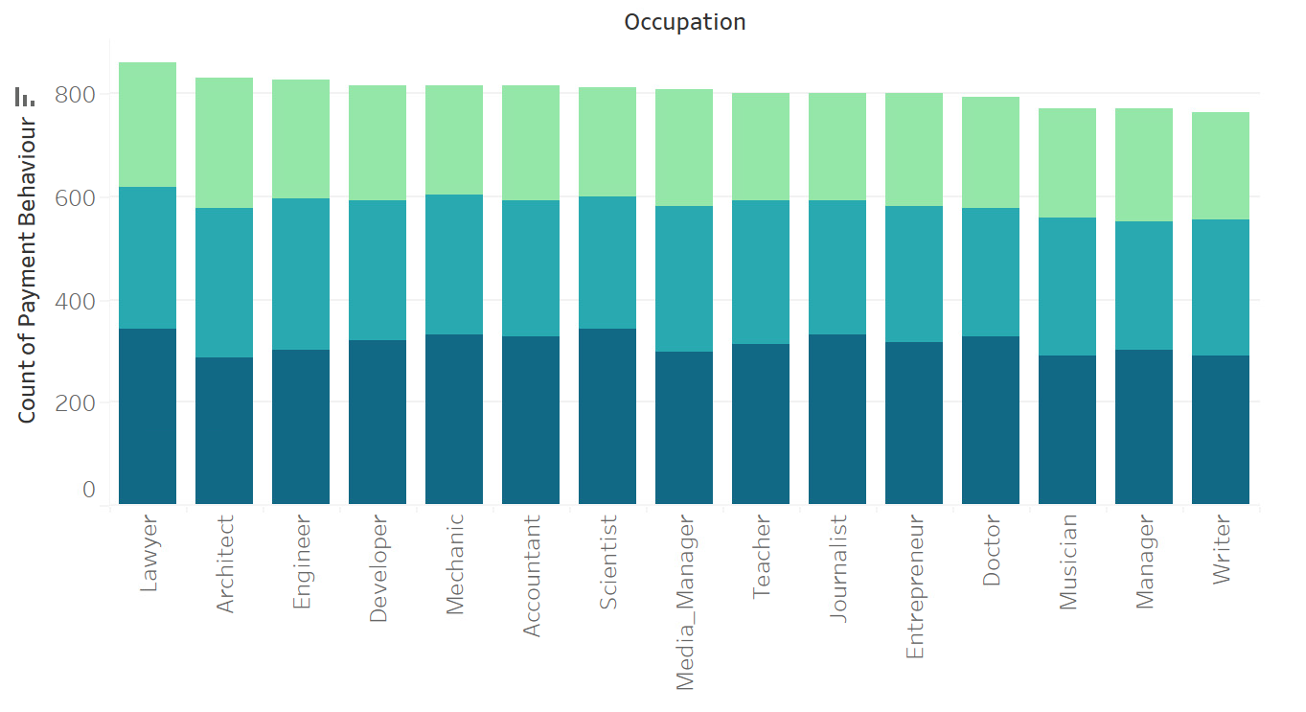 Occupation
Count of Payment Behaviour
800
600
400
200
0
Lawyer
Architect
Engineer
Developer
Mechanic
Accountant
Scientist
Media_Manager
Teacher
Journalist
Entrepreneur
Doctor
Musician
Manager
Writer